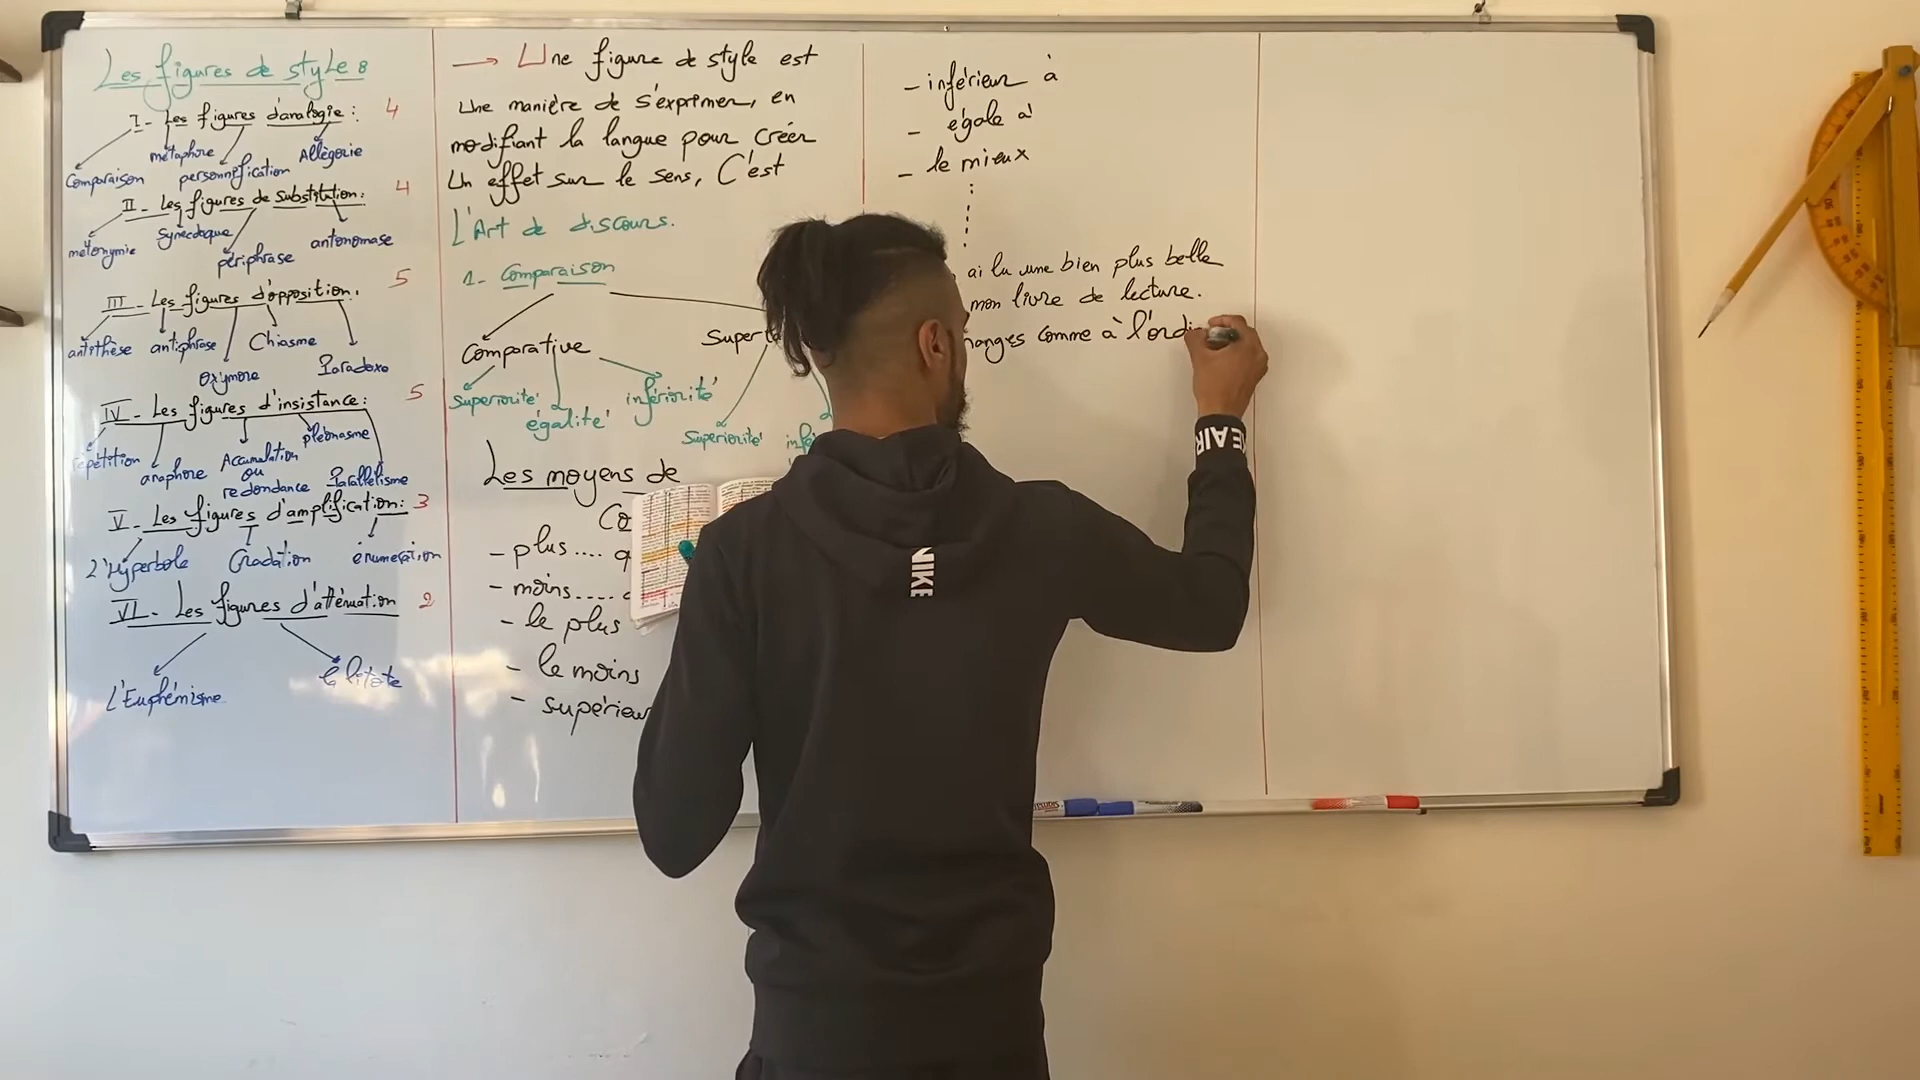 Les figures de style 8
I - Les figures d'analogie : 4
métaphore Allégorie
Comparaison personnification
II - Les figures de substitution : 4
métonymie Synecdoque antonomase
périphrase
III - Les figures d'opposition. 5
antithèse antiphrase Chiasme
oxymore Paradoxe
IV - Les figures d'insistance : 5
répétition anaphore Accumulation pléonasme
ou
redondance Parallélisme
V - Les figures d'amplification : 3
L'Hyperbole Gradation énumération
VI - Les figures d'atténuation 2
L'Euphémisme la litote
→ Une figure de style est
Une manière de s'exprimer, en
modifiant la langue pour créer
Un effet sur le sens, C'est
L'Art de discours.
1 - Comparaison
Comparative
Superiorité égalité infériorité
Superiorité
Les moyens de
- plus ....
- moins .....
- le plus
- le moins
- supérieur
- inférieur à
- égale à
- le mieux
ai lu une bien plus belle
mon livre de lecture.
comme à
NIKE